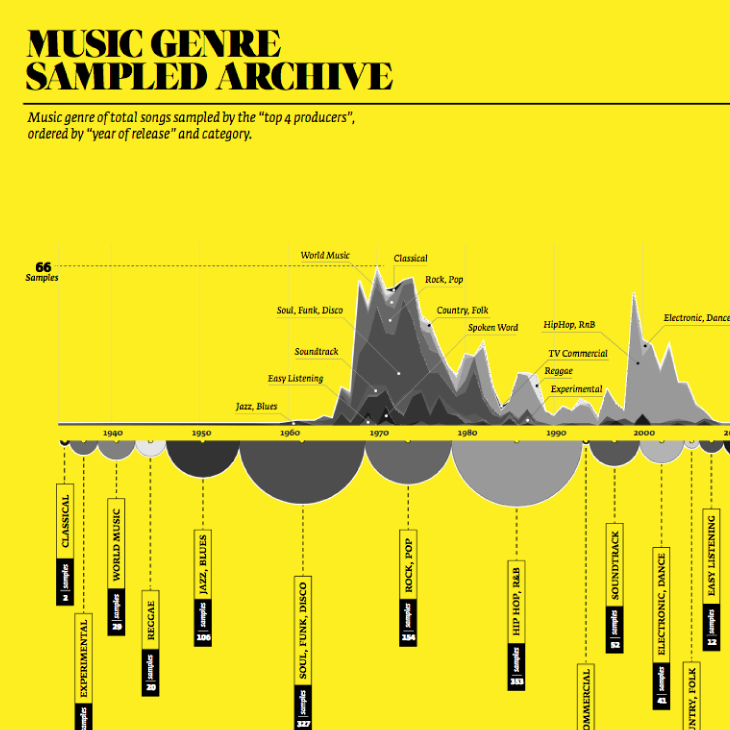 MUSIC GENRE
SAMPLED ARCHIVE
Music genre of total songs sampled by the “top 4 producers”,
ordered by “year of release” and category.
66
Samples
World Music
Classical
Rock, Pop
Soul, Funk, Disco
Country, Folk
Spoken Word
HipHop, RnB
Electronic, Dance
Soundtrack
TV Commercial
Reggae
Easy Listening
Experimental
Jazz, Blues
1940
1950
1960
1970
1980
1990
2000
CLASSICAL
samples
2
EXPERIMENTAL
samples
WORLD MUSIC
samples
29
REGGAE
samples
20
JAZZ, BLUES
samples
106
SOUL, FUNK, DISCO
samples
327
ROCK, POP
samples
154
HIP HOP, R&B
samples
353
OMMERCIAL
SOUNDTRACK
samples
52
ELECTRONIC, DANCE
samples
41
UNTRY, FOLK
EASY LISTENING
samples
12